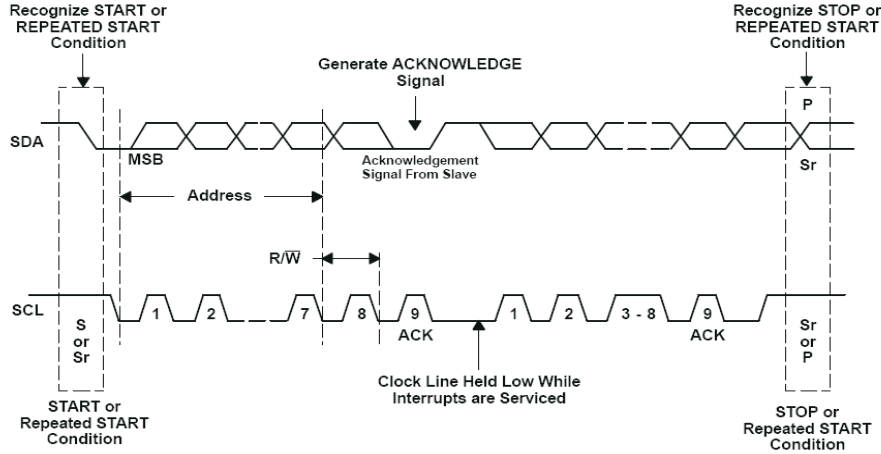 Recognize START or
REPEATED START
Condition
Recognize STOP or
REPEATED START
Condition
Generate ACKNOWLEDGE
Signal
P
SDA
MSB
Acknowledgement
Signal From Slave
Sr
Address
R/W̅
SCL
1
2
7
8
9
1
2
3 - 8
9
ACK
ACK
S
or
Sr
Sr
or
P
Clock Line Held Low While
Interrupts are Serviced
START or
Repeated START
Condition
STOP or
Repeated START
Condition